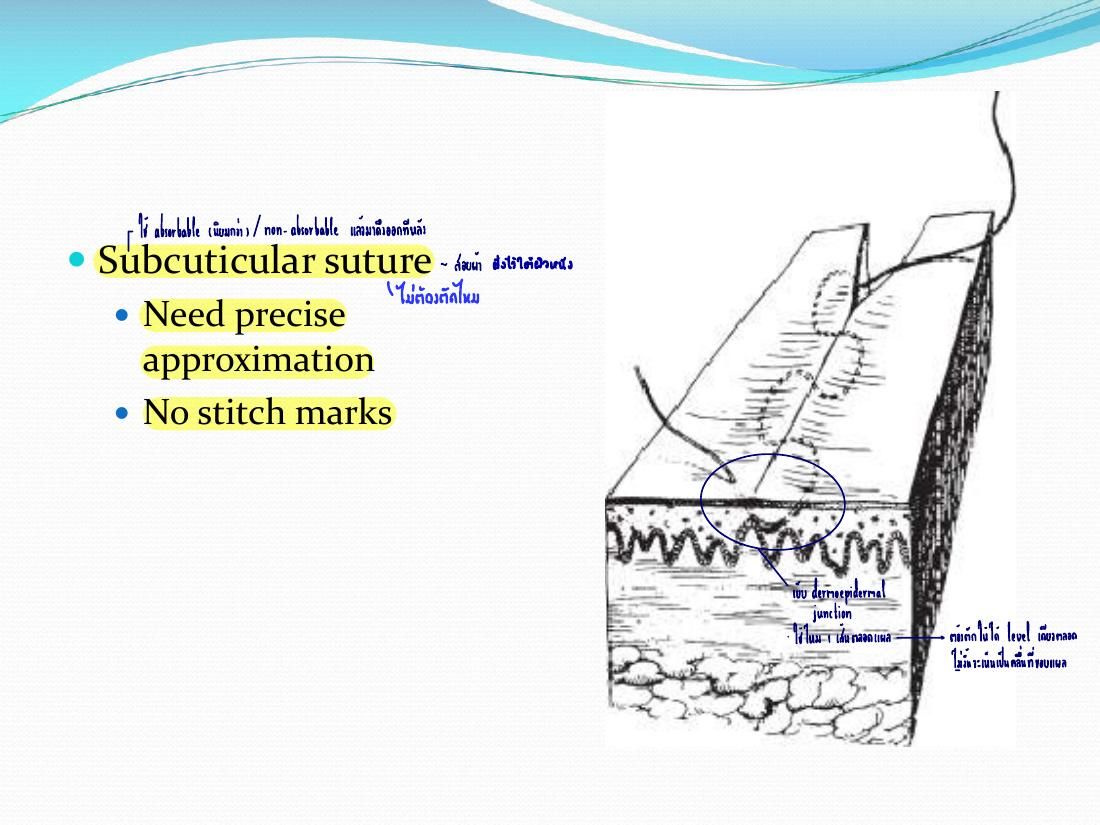 ใช้ absorbable (นิยมกว่า) / non-absorbable แล้วมาดึงออกทีหลัง
Subcuticular suture ~ สอยผ้า ฝังไว้ใต้ผิวหนัง
ไม่ต้องตัดไหม
Need precise
approximation
No stitch marks
เย็บ dermoepidermal
junction
ใช้ไหม 1 เส้นตลอดแผล
ต้องตักให้ได้ level เดียวตลอด
ไม่งั้นจะเห็นเป็นคลื่นที่ขอบแผล